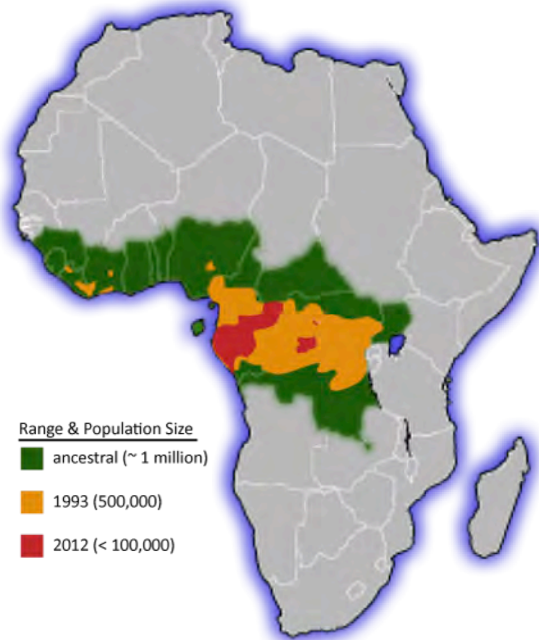 Range & Population Size
ancestral (~ 1 million)
1993 (500,000)
2012 (< 100,000)